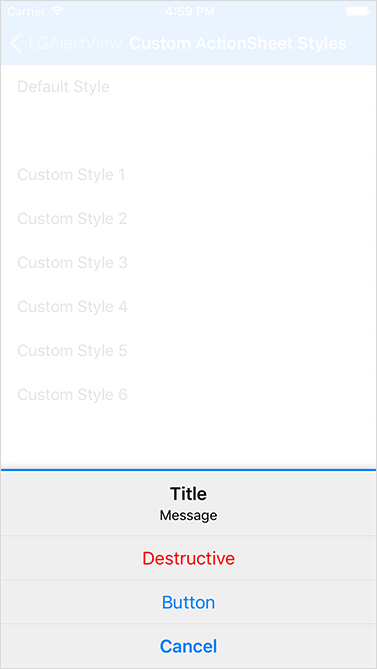 Carrier 4:59 PM
LGAlertView Custom ActionSheet Styles
Default Style
Custom Style 1
Custom Style 2
Custom Style 3
Custom Style 4
Custom Style 5
Custom Style 6
Title
Message
Destructive
Button
Cancel